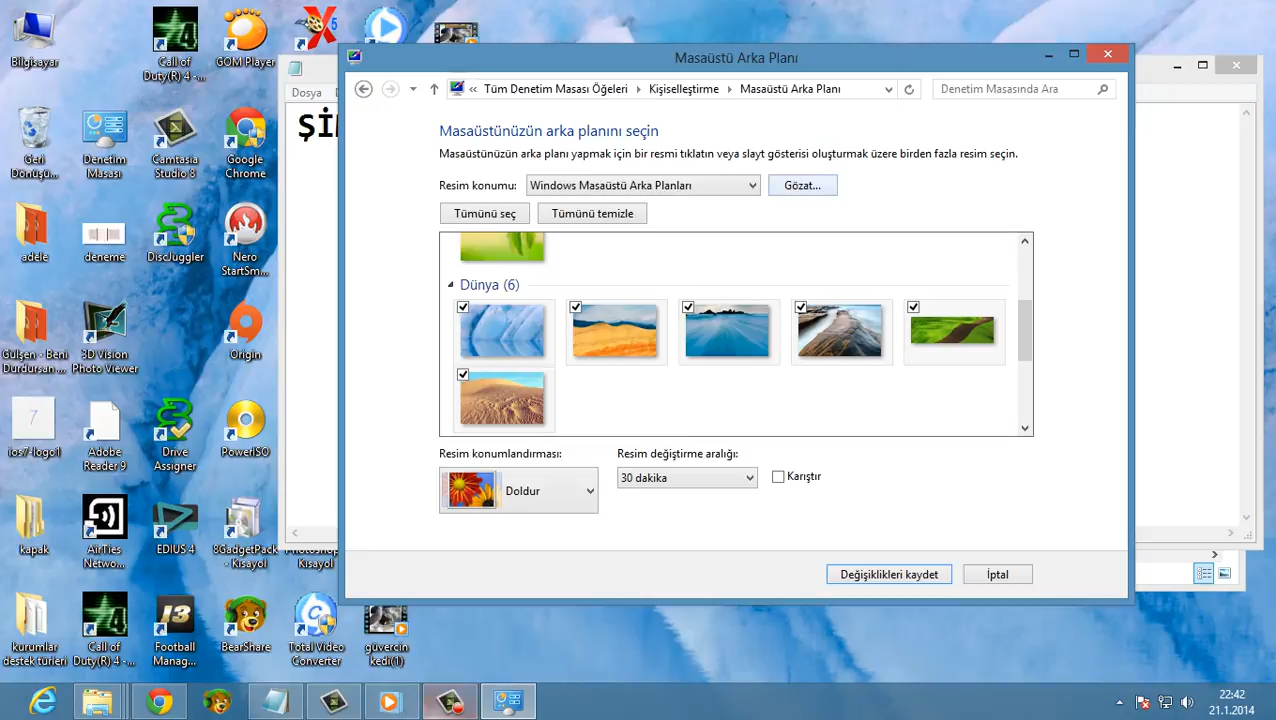 Bilgisayar
Call of
Duty(R) 4 -...
GOM Player
Geri
Dönüşü...
Denetim
Masası
Camtasia
Studio 8
Google
Chrome
adele
deneme
DiscJuggler
Nero
StartSm...
Gülşen - Beni
Durdursan...
3D Vision
Photo Viewer
Origin
7
ios7-logo1
Adobe
Reader 9
Drive
Assigner
PowerISO
kapak
AirTies
Netwo...
EDIUS 4
8GadgetPack
- Kısayol
Photoshop
Kısayol
kurumlar
destek türleri
Call of
Duty(R) 4 -...
13
Football
Manag...
BearShare
Total Video
Converter
güvercin
kedi(1)
Dosya
ŞİM
Masaüstü Arka Planı
« Tüm Denetim Masası Öğeleri Kişiselleştirme Masaüstü Arka Planı
Denetim Masasında Ara
Masaüstünüzün arka planını seçin
Masaüstünüzün arka planı yapmak için bir resmi tıklatın veya slayt gösterisi oluşturmak üzere birden fazla resim seçin.
Resim konumu: Windows Masaüstü Arka Planları Gözat...
Tümünü seç Tümünü temizle
Dünya (6)
Resim konumlandırması: Resim değiştirme aralığı:
Doldur 30 dakika Karıştır
Değişiklikleri kaydet İptal
22:42
21.1.2014